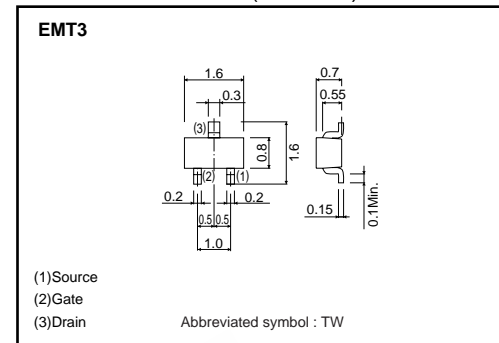 EMT3
1.6
0.3
(3)
0.8
1.6
(2) (1)
0.2 0.2
0.5 0.5
1.0
0.7
0.55
0.15
0.1Min.
(1)Source
(2)Gate
(3)Drain
Abbreviated symbol : TW